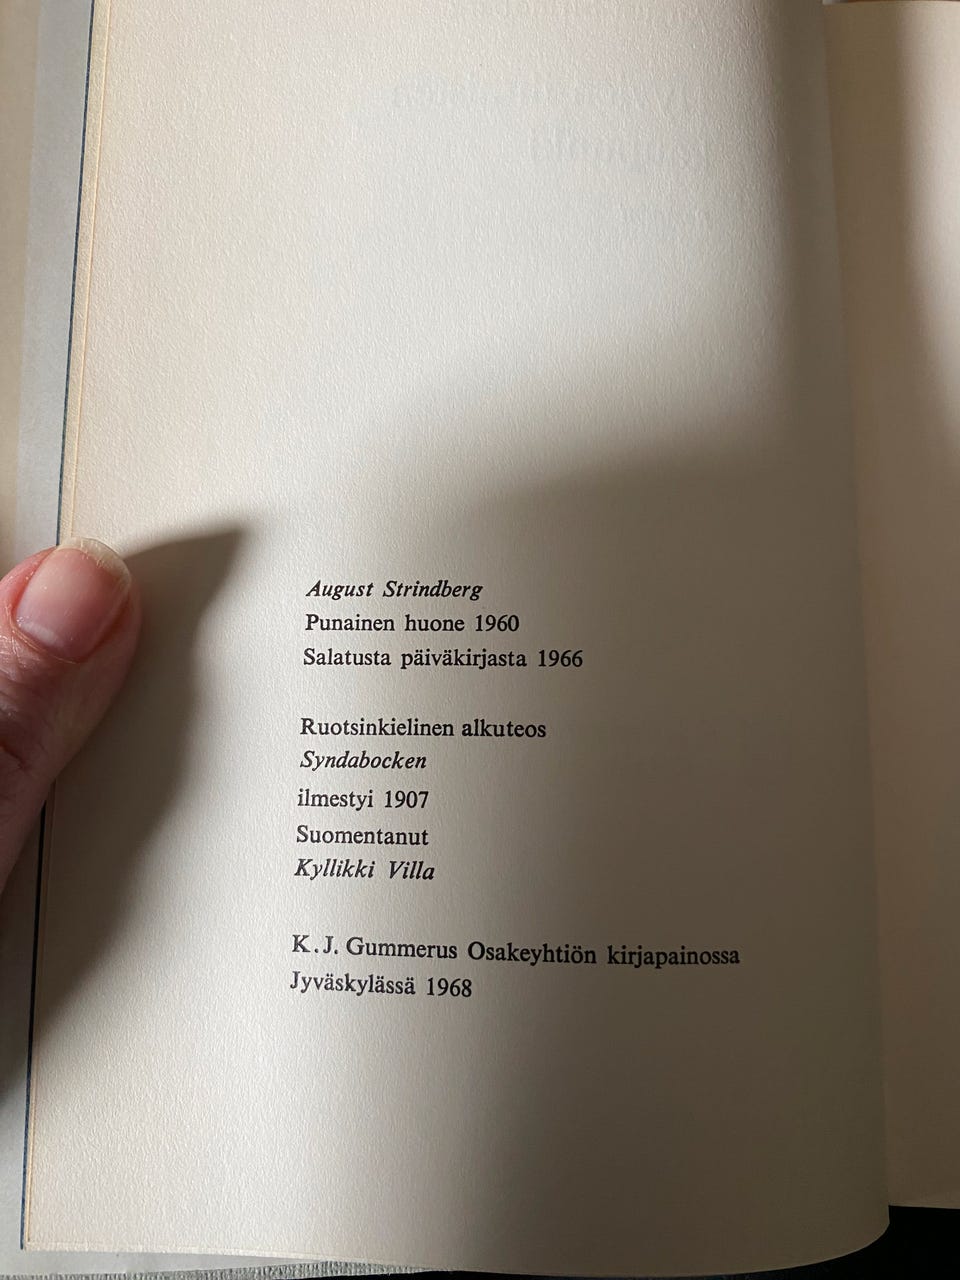 August Strindberg
Punainen huone 1960
Salatusta päiväkirjasta 1966
Ruotsinkielinen alkuteos
Syndabocken
ilmestyi 1907
Suomentanut
Kyllikki Villa
K. J. Gummerus Osakeyhtiön kirjapainossa
Jyväskylässä 1968